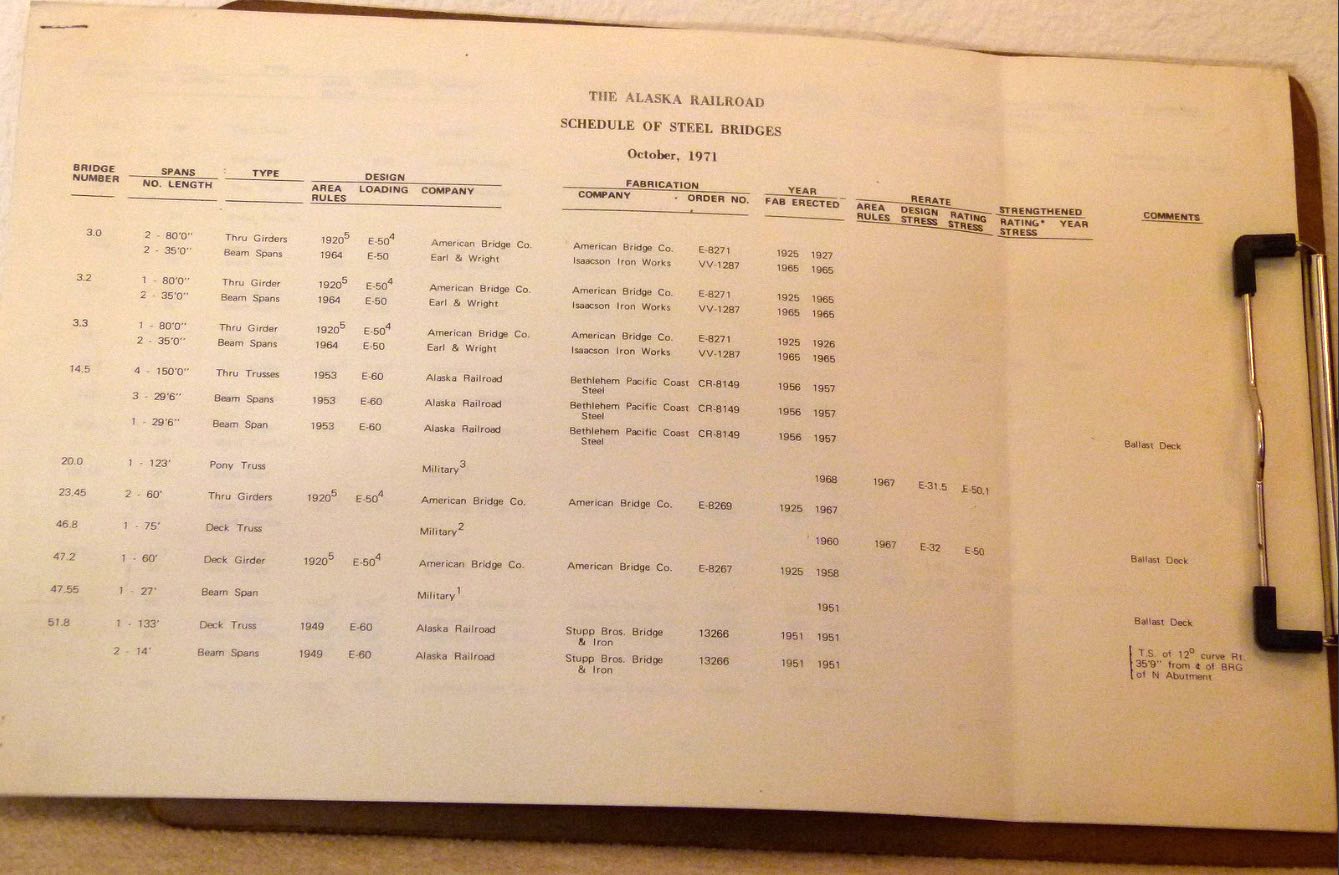 THE ALASKA RAILROAD
SCHEDULE OF STEEL BRIDGES
October, 1971
BRIDGE NUMBER SPANS TYPE DESIGN FABRICATION YEAR RERATE STRENGTHENED COMMENTS
NO. LENGTH AREA RULES LOADING COMPANY COMPANY ORDER NO. FAB ERECTED AREA RULES DESIGN STRESS RATING STRESS RATING* STRESS YEAR
3.0 2 - 80'0" Thru Girders 1920⁵ E-50⁴ American Bridge Co. American Bridge Co. E-8271 1925 1927
2 - 35'0" Beam Spans 1964 E-50 Earl & Wright Isaacson Iron Works VV-1287 1965 1965
3.2 1 - 80'0" Thru Girder 1920⁵ E-50⁴ American Bridge Co. American Bridge Co. E-8271 1925 1965
2 - 35'0" Beam Spans 1964 E-50 Earl & Wright Isaacson Iron Works VV-1287 1965 1965
3.3 1 - 80'0" Thru Girder 1920⁵ E-50⁴ American Bridge Co. American Bridge Co. E-8271 1925 1926
2 - 35'0" Beam Spans 1964 E-50 Earl & Wright Isaacson Iron Works VV-1287 1965 1965
14.5 4 - 150'0" Thru Trusses 1953 E-60 Alaska Railroad Bethlehem Pacific Coast CR-8149 1956 1957
Steel
3 - 29'6" Beam Spans 1953 E-60 Alaska Railroad Bethlehem Pacific Coast CR-8149 1956 1957
Steel
1 - 29'6" Beam Span 1953 E-60 Alaska Railroad Bethlehem Pacific Coast CR-8149 1956 1957 Ballast Deck
Steel
20.0 1 - 123' Pony Truss Military³ 1968 1967 E-31.5 E-50.1
23.45 2 - 60' Thru Girders 1920⁵ E-50⁴ American Bridge Co. American Bridge Co. E-8269 1925 1967
46.8 1 - 75' Deck Truss Military² 1960 1967 E-32 E-50
47.2 1 - 60' Deck Girder 1920⁵ E-50⁴ American Bridge Co. American Bridge Co. E-8267 1925 1958 Ballast Deck
47.55 1 - 27' Beam Span Military¹ 1951
51.8 1 - 133' Deck Truss 1949 E-60 Alaska Railroad Stupp Bros. Bridge 13266 1951 1951 Ballast Deck
& Iron
2 - 14' Beam Spans 1949 E-60 Alaska Railroad Stupp Bros. Bridge 13266 1951 1951 T.S. of 12° curve Rt.
& Iron 35'9" from ¢ of BRG
of N Abutment